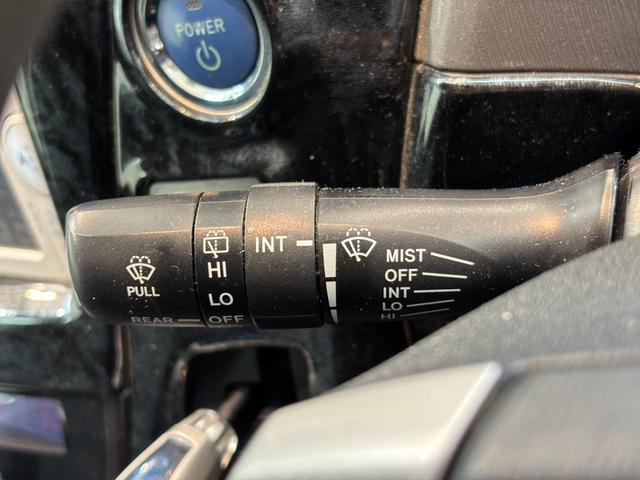 POWER
PULL
REAR
HI
LO
OFF
INT
MIST
OFF
INT
LO
HI